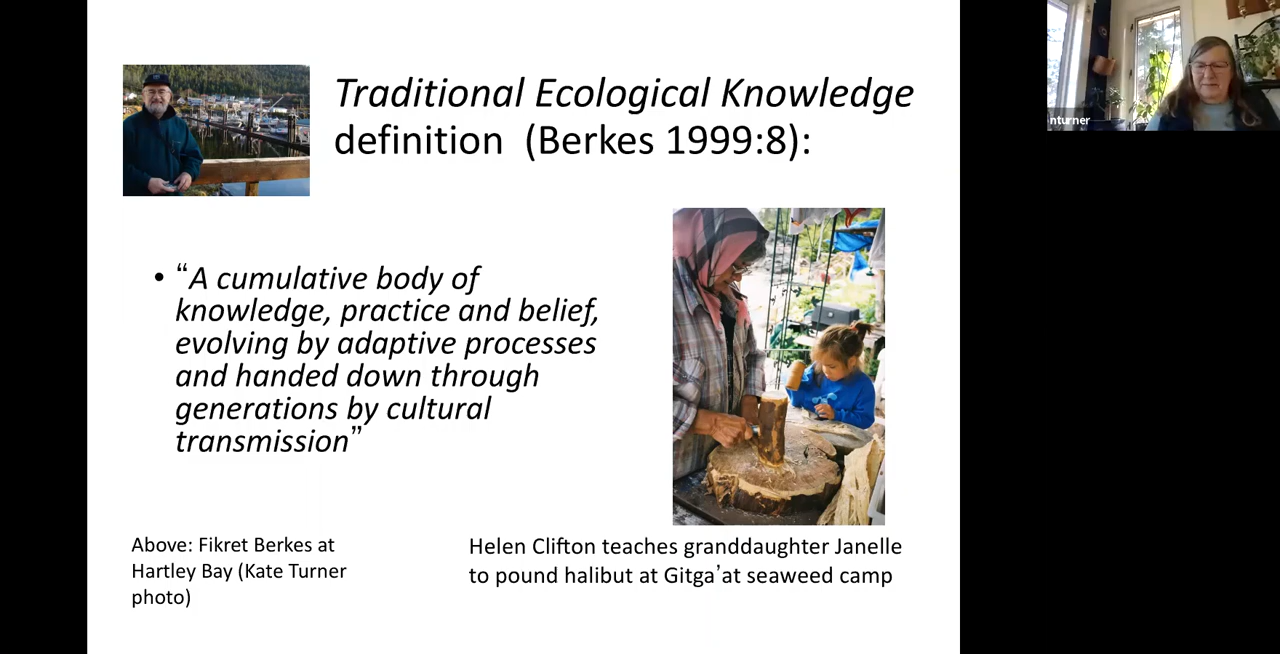 Traditional Ecological Knowledge
definition (Berkes 1999:8):
nturner
• “A cumulative body of
knowledge, practice and belief,
evolving by adaptive processes
and handed down through
generations by cultural
transmission”
Above: Fikret Berkes at
Hartley Bay (Kate Turner
photo)
Helen Clifton teaches granddaughter Janelle
to pound halibut at Gitga’at seaweed camp